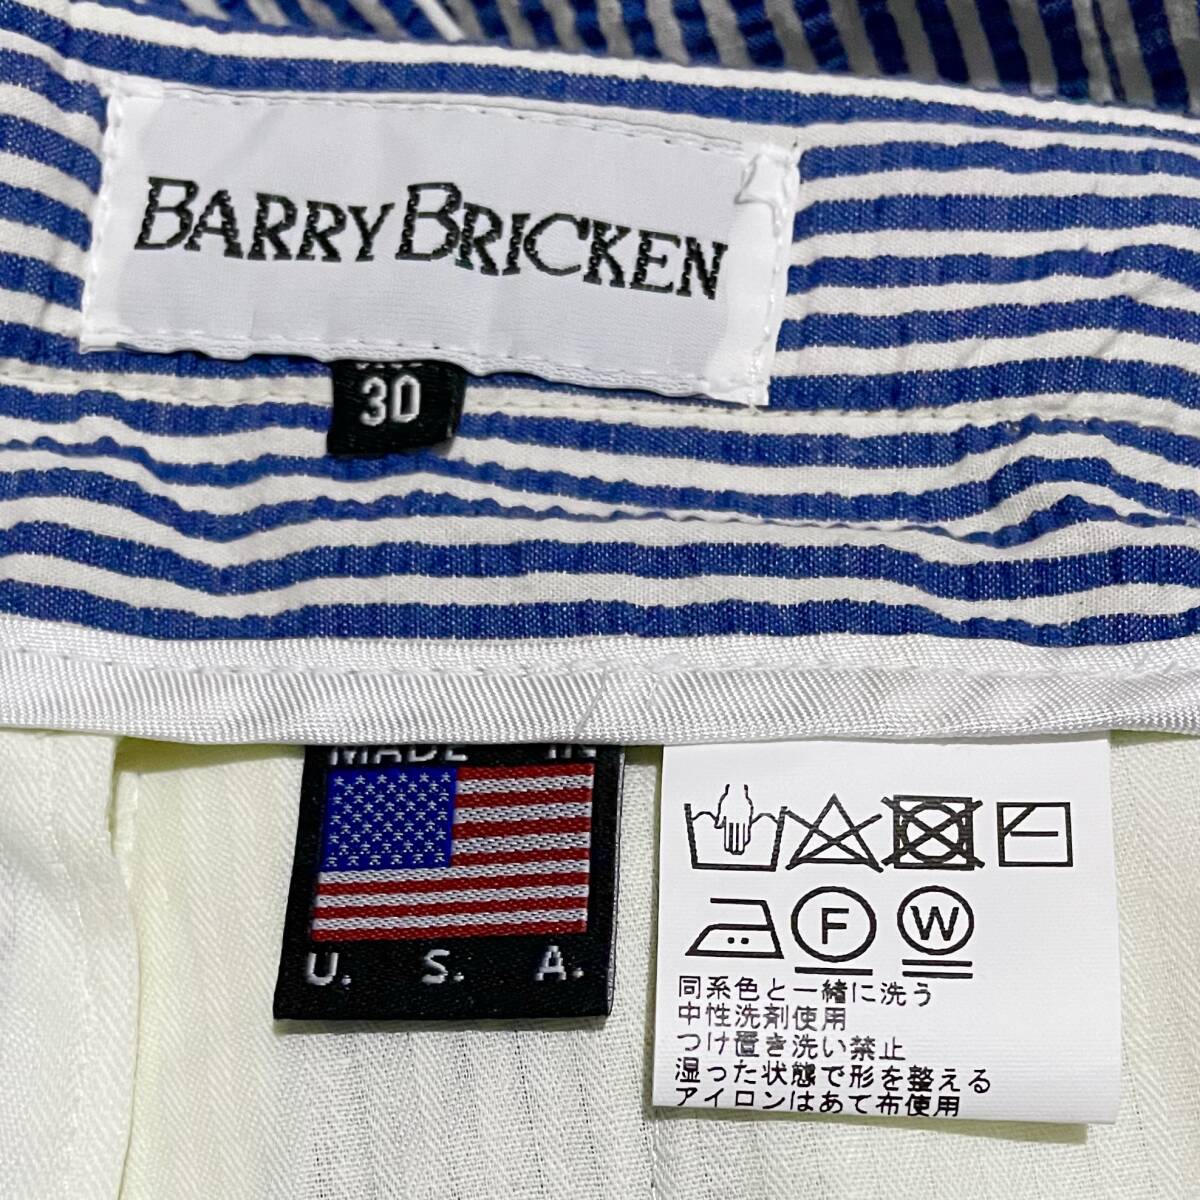 BARRY BRICKEN
30
MADE IN
U. S. A.
F W
同系色と一緒に洗う
中性洗剤使用
つけ置き洗い禁止
湿った状態で形を整える
アイロンはあて布使用